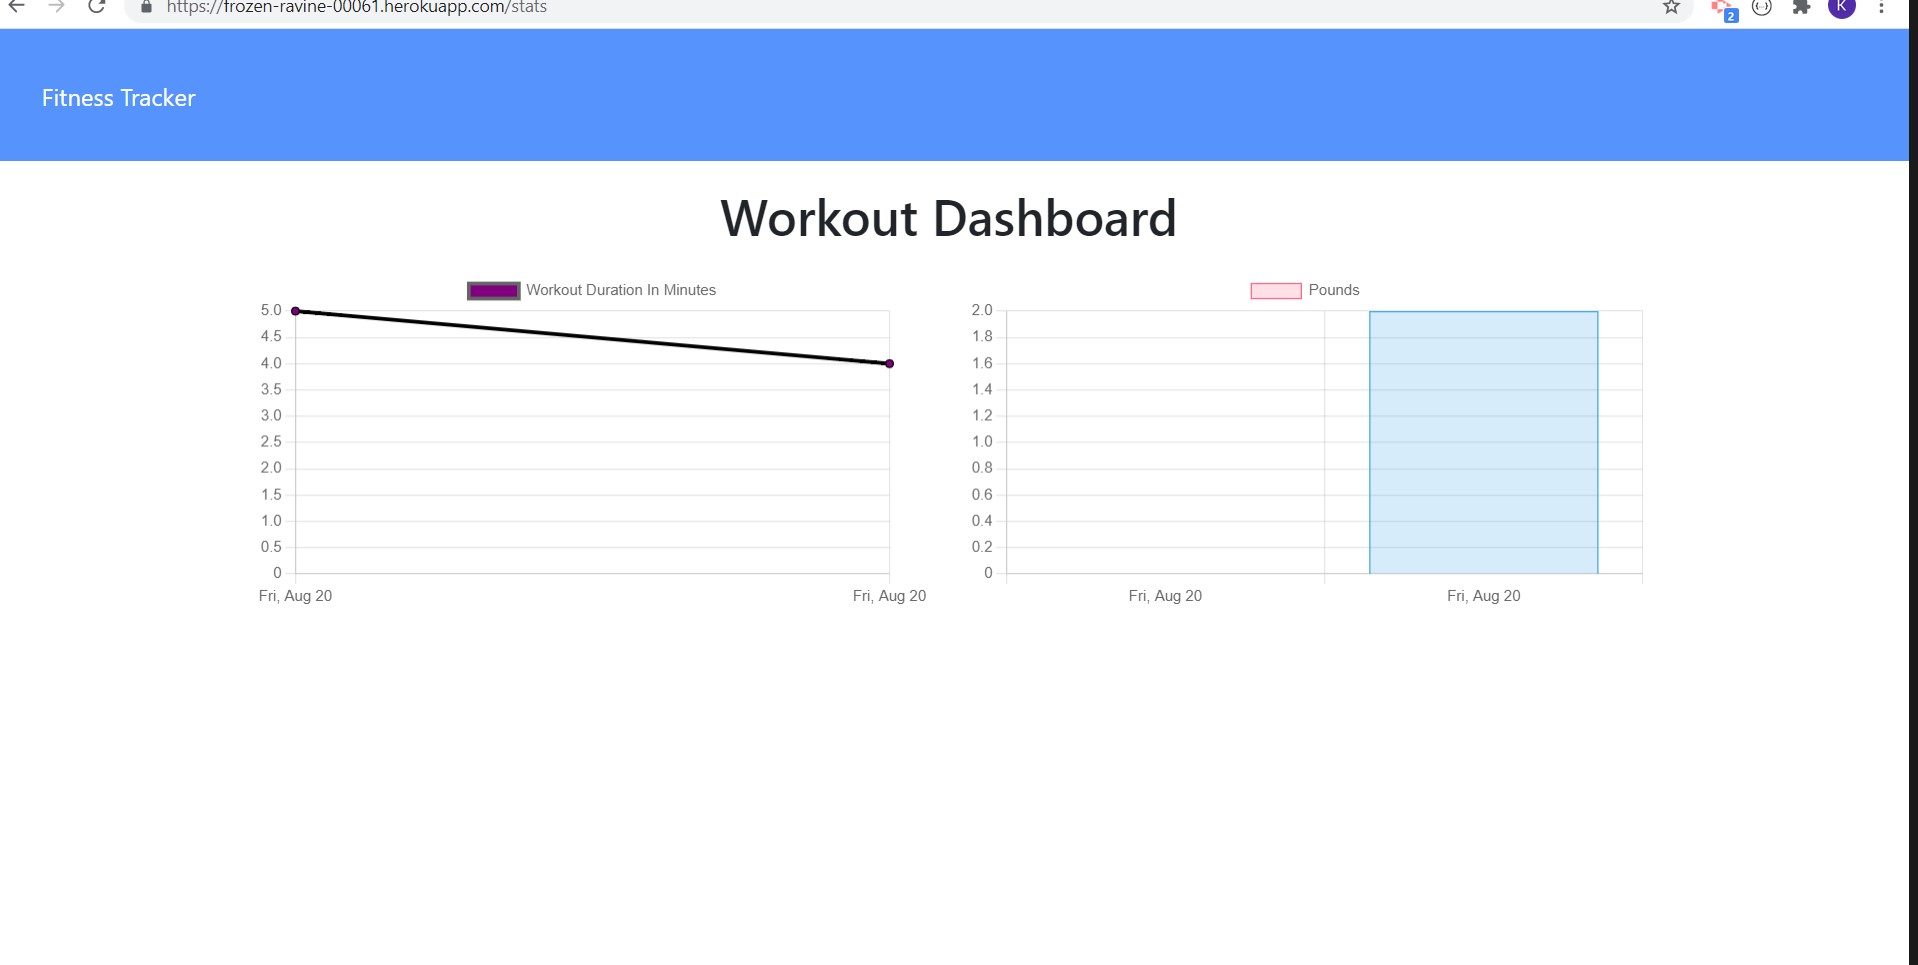 https://frozen-ravine-00061.herokuapp.com/stats
2
K
Fitness Tracker
Workout Dashboard
Workout Duration In Minutes
5.0
4.5
4.0
3.5
3.0
2.5
2.0
1.5
1.0
0.5
0
Fri, Aug 20 Fri, Aug 20
Pounds
2.0
1.8
1.6
1.4
1.2
1.0
0.8
0.6
0.4
0.2
0
Fri, Aug 20 Fri, Aug 20